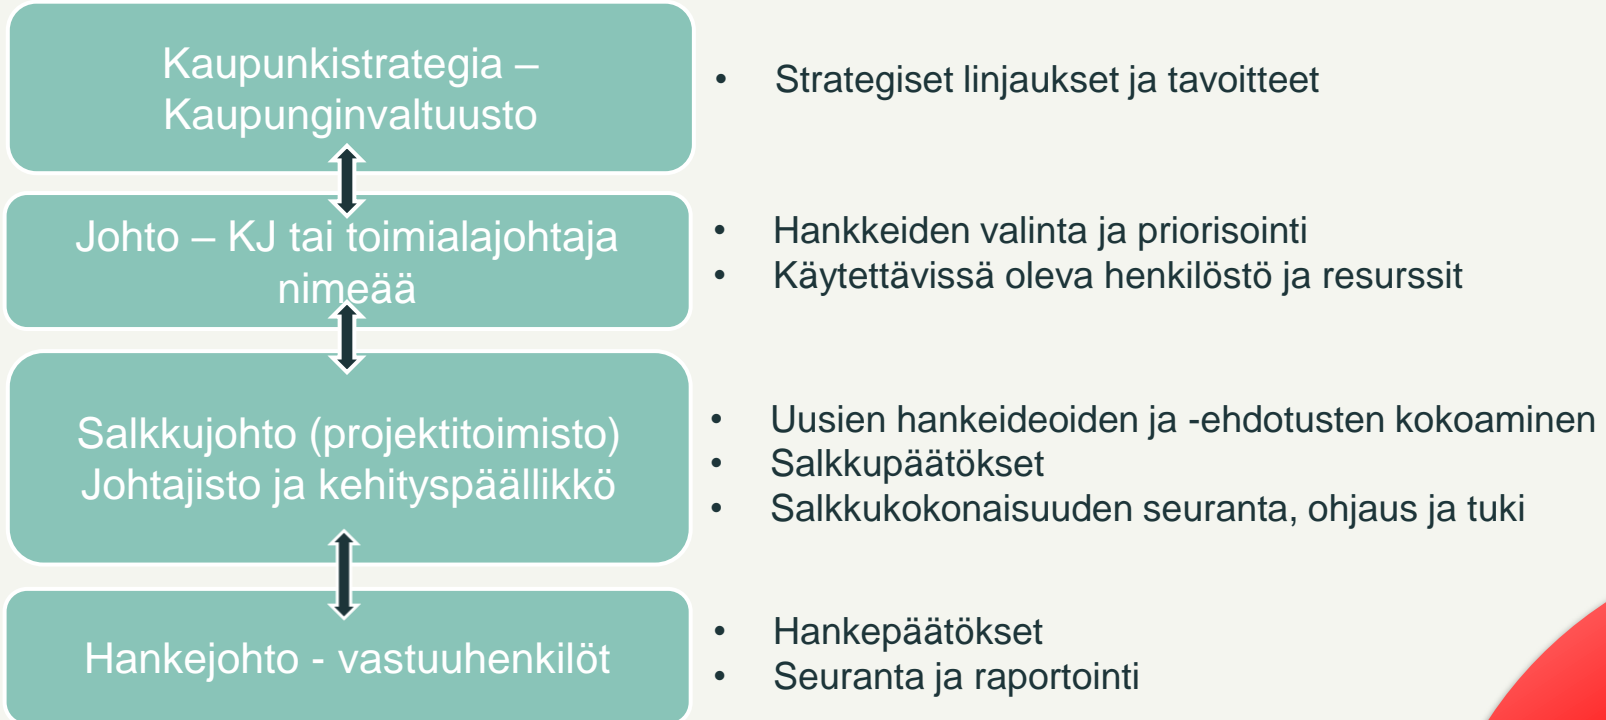 Kaupunkistrategia –
Kaupunginvaltuusto
• Strategiset linjaukset ja tavoitteet
Johto – KJ tai toimialajohtaja
nimeää
• Hankkeiden valinta ja priorisointi
• Käytettävissä oleva henkilöstö ja resurssit
Salkkujohto (projektitoimisto)
Johtajisto ja kehityspäällikkö
• Uusien hankeideoiden ja -ehdotusten kokoaminen
• Salkkupäätökset
• Salkkukokonaisuuden seuranta, ohjaus ja tuki
Hankejohto - vastuuhenkilöt
• Hankepäätökset
• Seuranta ja raportointi